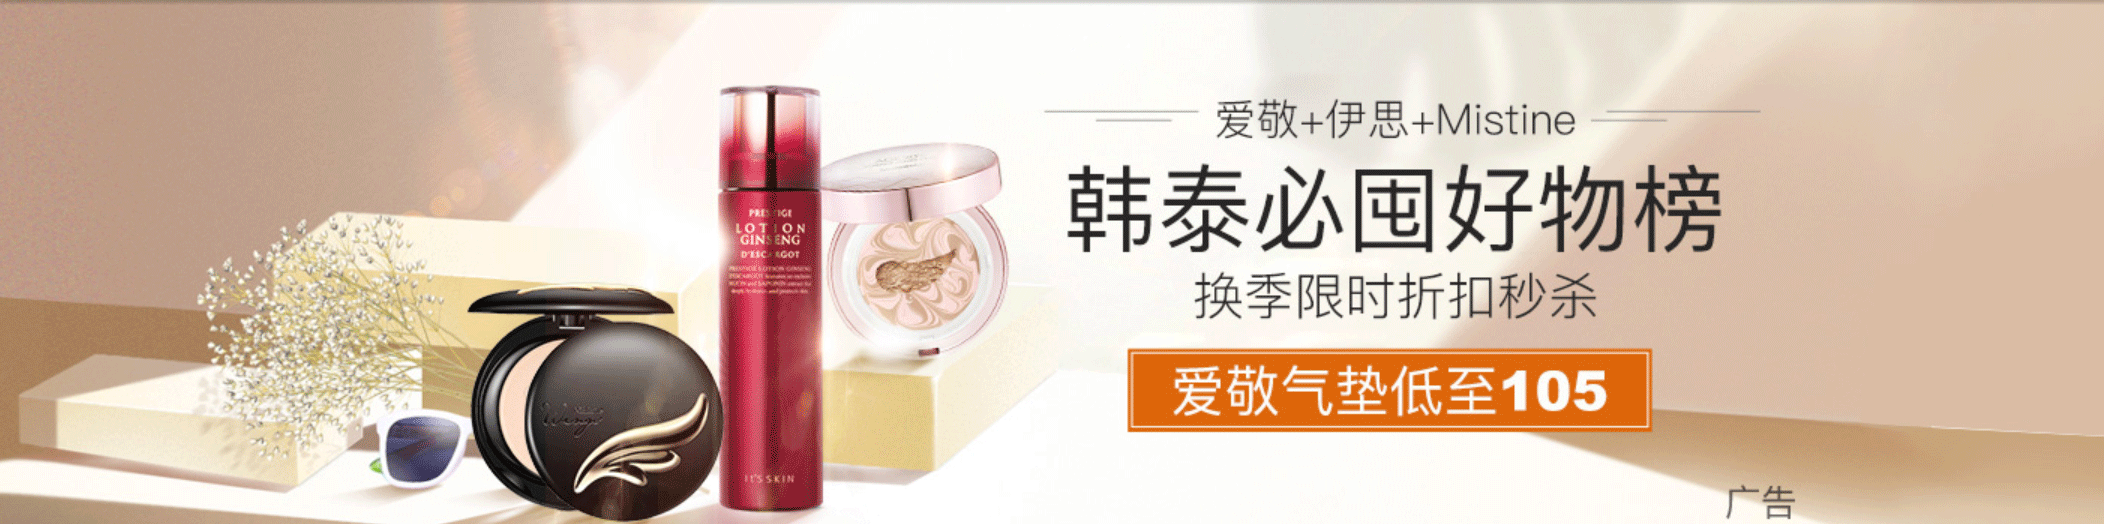 爱敬+伊思+Mistine
韩泰必囤好物榜
换季限时折扣秒杀
爱敬气垫低至105
广告
PRESTIGE
LOTION
GINSENG
D'ESCARGOT
IT'S SKIN